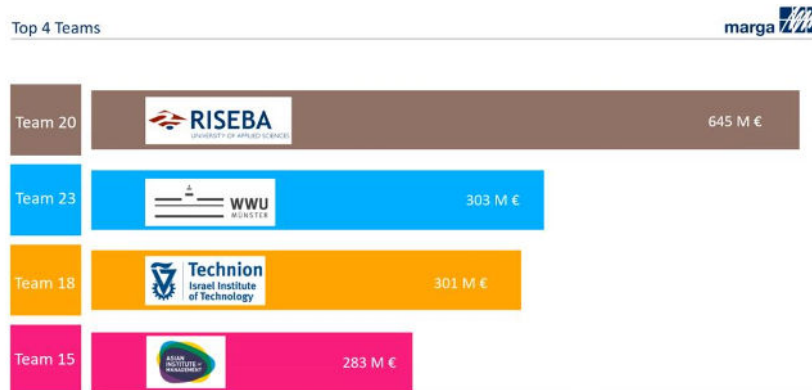 Top 4 Teams
marga
Team 20
RISEBA
UNIVERSITY OF APPLIED SCIENCES
645 M €
Team 23
WWU
MÜNSTER
303 M €
Team 18
Technion
Israel Institute
of Technology
301 M €
Team 15
ASIAN
INSTITUTE of
MANAGEMENT
283 M €